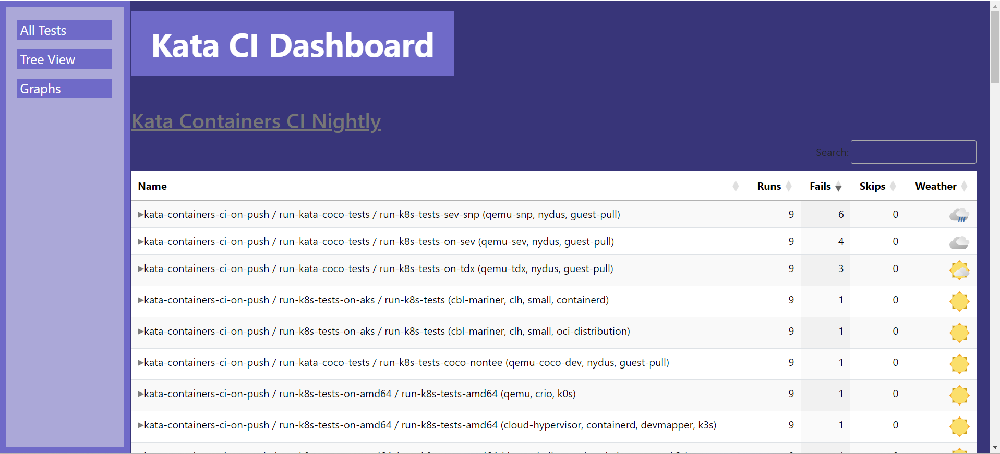 All Tests
Tree View
Graphs
Kata CI Dashboard
Kata Containers CI Nightly
Search:
Name Runs Fails Skips Weather
kata-containers-ci-on-push / run-kata-coco-tests / run-k8s-tests-sev-snp (qemu-snp, nydus, guest-pull) 9 6 0
kata-containers-ci-on-push / run-kata-coco-tests / run-k8s-tests-on-sev (qemu-sev, nydus, guest-pull) 9 4 0
kata-containers-ci-on-push / run-kata-coco-tests / run-k8s-tests-on-tdx (qemu-tdx, nydus, guest-pull) 9 3 0
kata-containers-ci-on-push / run-k8s-tests-on-aks / run-k8s-tests (cbl-mariner, clh, small, containerd) 9 1 0
kata-containers-ci-on-push / run-k8s-tests-on-aks / run-k8s-tests (cbl-mariner, clh, small, oci-distribution) 9 1 0
kata-containers-ci-on-push / run-kata-coco-tests / run-k8s-tests-coco-nontee (qemu-coco-dev, nydus, guest-pull) 9 1 0
kata-containers-ci-on-push / run-k8s-tests-on-amd64 / run-k8s-tests-amd64 (qemu, crio, k0s) 9 1 0
kata-containers-ci-on-push / run-k8s-tests-on-amd64 / run-k8s-tests-amd64 (cloud-hypervisor, containerd, devmapper, k3s) 9 1 0